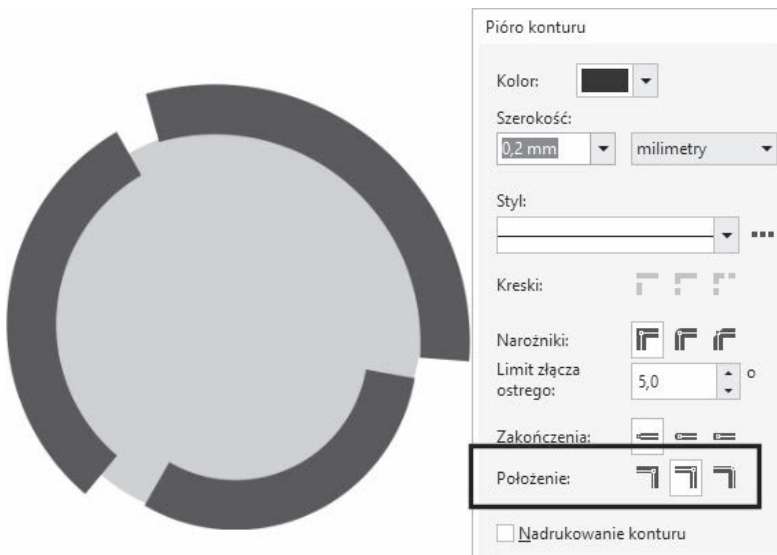 Pióro konturu
Kolor:
Szerokość:
0,2 mm milimetry
Styl:
Kreski:
Narożniki:
Limit złącza
ostrego: 5,0 °
Zakończenia:
Położenie:
Nadrukowanie konturu